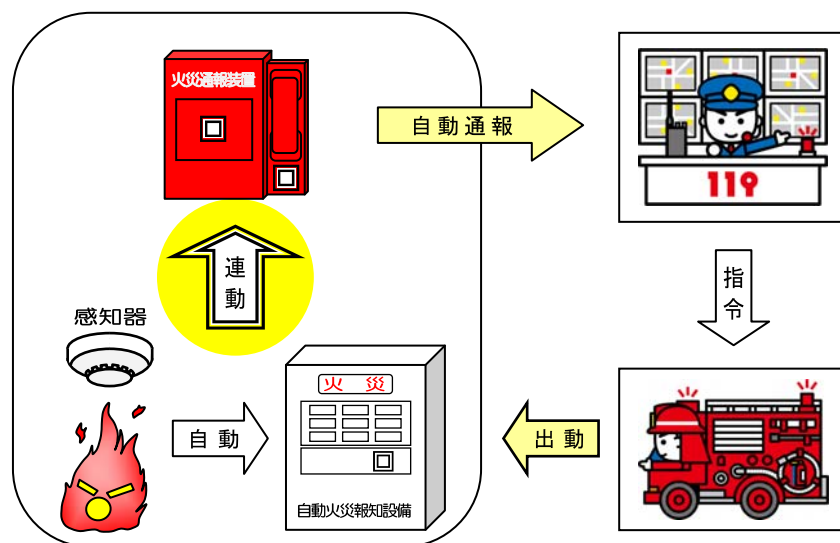 火災通報装置
自動通報
119
連動
指令
感知器
火災
自動
出動
自動火災報知設備